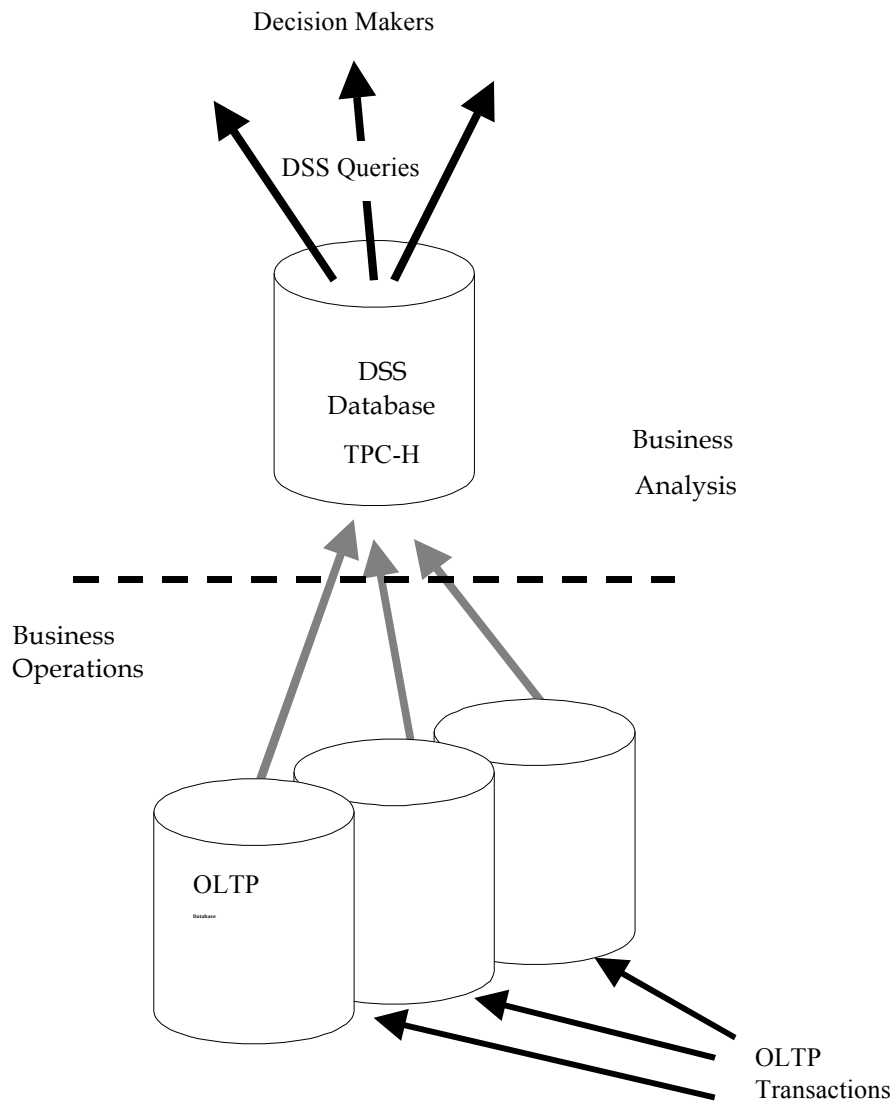 Decision Makers
DSS Queries
DSS
Database
TPC-H
Business
Analysis
Business
Operations
OLTP
Database
OLTP
Transactions